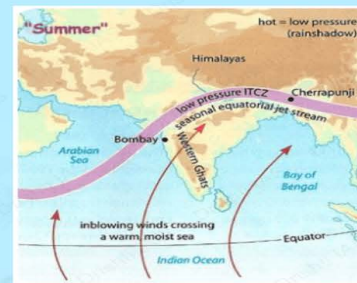 "Summer"
hot = low pressure
(rainshadow)
Himalayas
Cherrapunji
low pressure ITCZ
seasonal equatorial jet stream
Bombay
Western Ghats
Arabian
Sea
Bay of
Bengal
inblowing winds crossing
a warm, moist sea
Equator
Indian Ocean